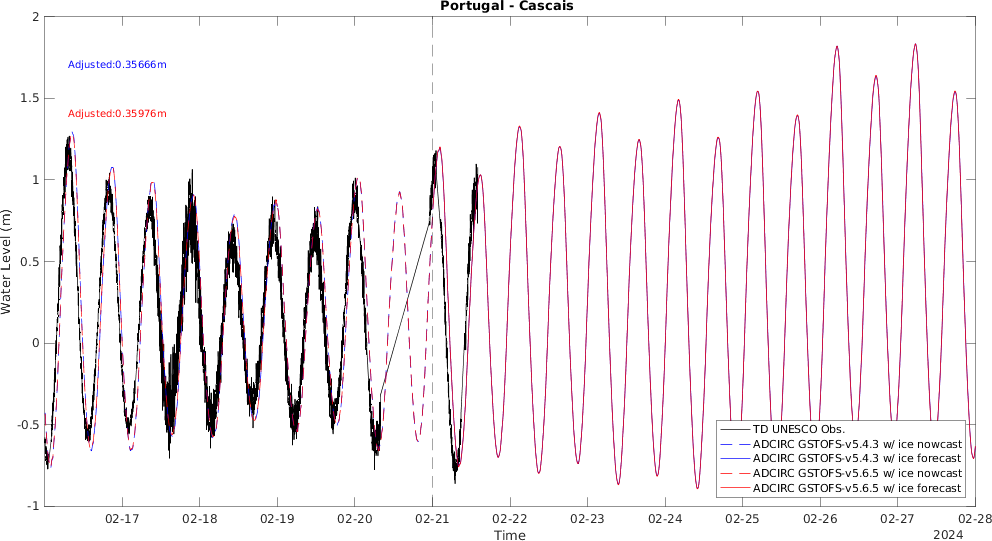 Portugal - Cascais
2
1.5
1
0.5
0
-0.5
-1
Water Level (m)
Adjusted:0.35666m
Adjusted:0.35976m
TD UNESCO Obs.
ADCIRC GSTOFS-v5.4.3 w/ ice nowcast
ADCIRC GSTOFS-v5.4.3 w/ ice forecast
ADCIRC GSTOFS-v5.6.5 w/ ice nowcast
ADCIRC GSTOFS-v5.6.5 w/ ice forecast
02-17 02-18 02-19 02-20 02-21 02-22 02-23 02-24 02-25 02-26 02-27 02-28
Time
2024